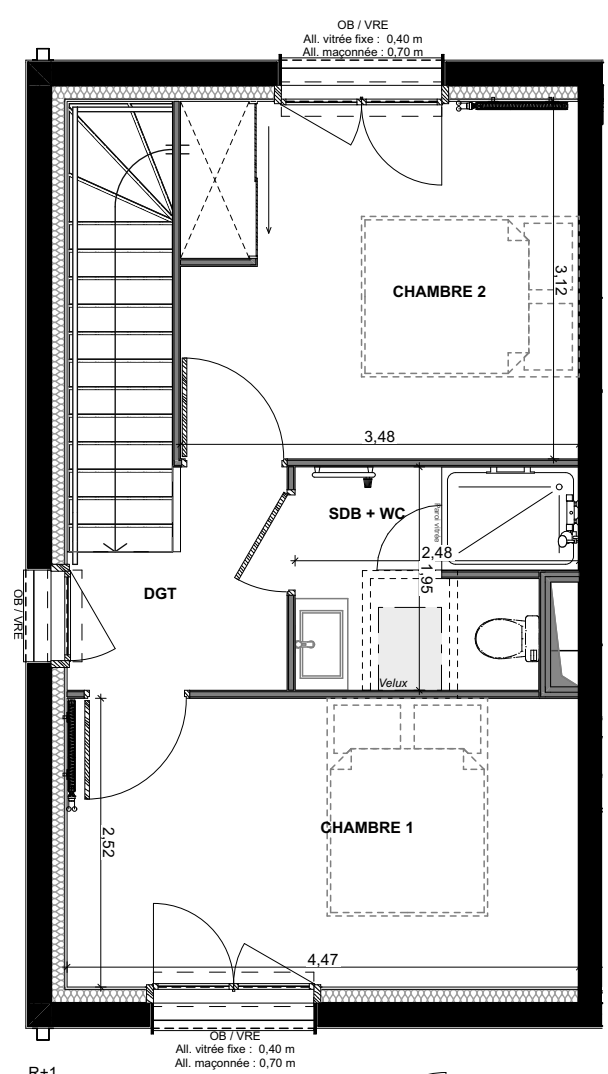 OB / VRE
All. vitrée fixe : 0,40 m
All. maçonnée : 0,70 m
CHAMBRE 2
3,12
3,48
SDB + WC
Paroi vitrée
2,48
1,95
DGT
OB / VRE
Velux
CHAMBRE 1
2,52
4,47
OB / VRE
All. vitrée fixe : 0,40 m
All. maçonnée : 0,70 m
R+1